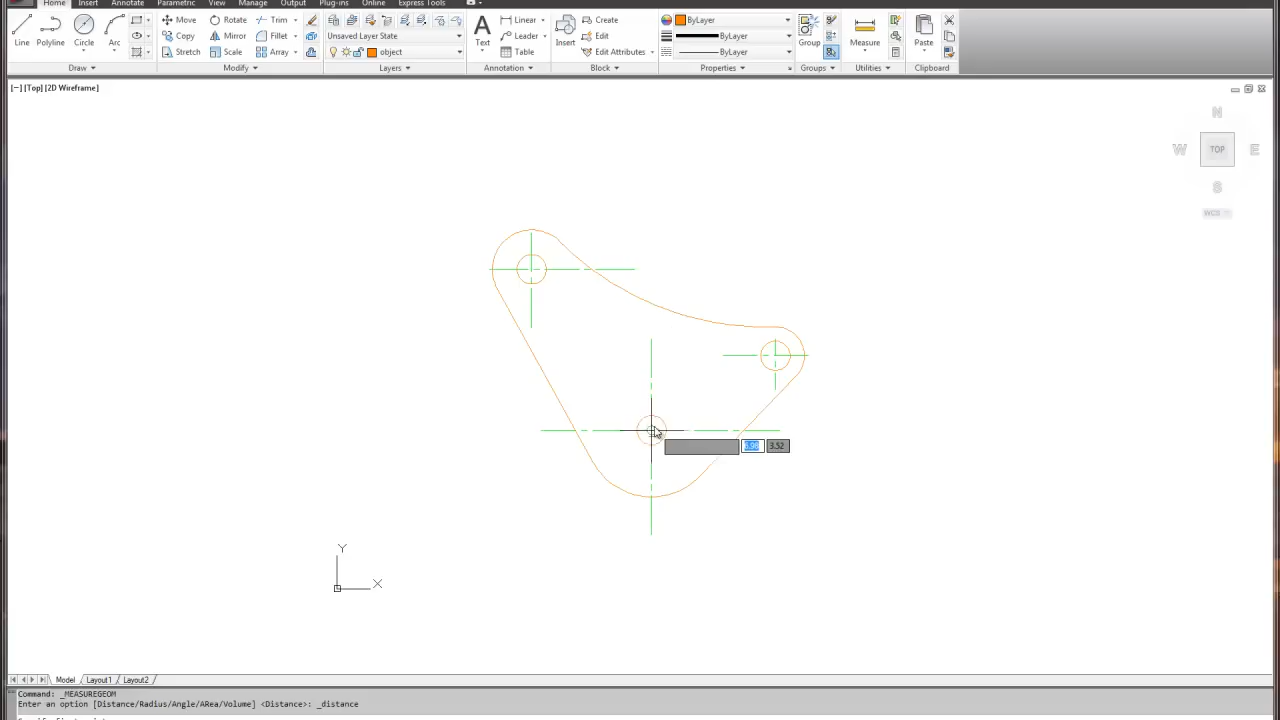 Home Insert Annotate Parametric View Manage Output Plug-ins Online Express Tools
Line Polyline Circle Arc
Move Rotate Trim
Copy Mirror Fillet
Stretch Scale Array
Unsaved Layer State
object
Text
Linear
Leader
Table
Insert
Create
Edit
Edit Attributes
ByLayer
ByLayer
ByLayer
Group
Measure
Paste
Draw Modify Layers Annotation Block Properties Groups Utilities Clipboard
[−] [Top] [2D Wireframe]
N
W TOP E
S
WCS
3.52
Y
X
Model Layout1 Layout2
Command: _MEASUREGEOM
Enter an option [Distance/Radius/Angle/ARea/Volume] <Distance>: _distance